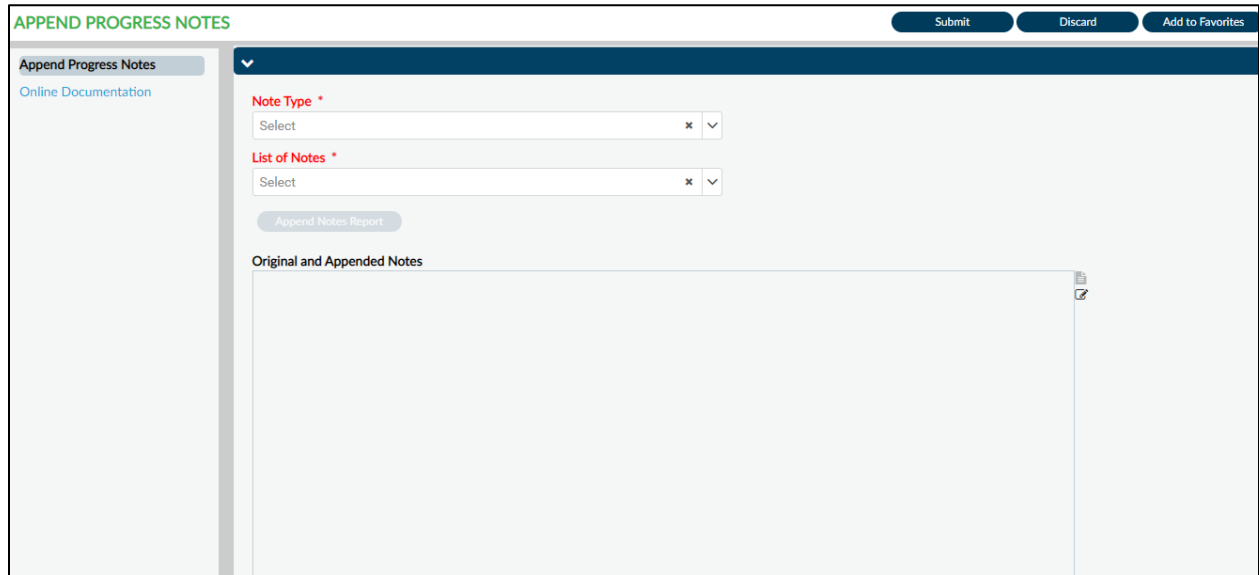 APPEND PROGRESS NOTES
Submit
Discard
Add to Favorites
Append Progress Notes
Online Documentation
Note Type *
Select
List of Notes *
Select
Append Notes Report
Original and Appended Notes